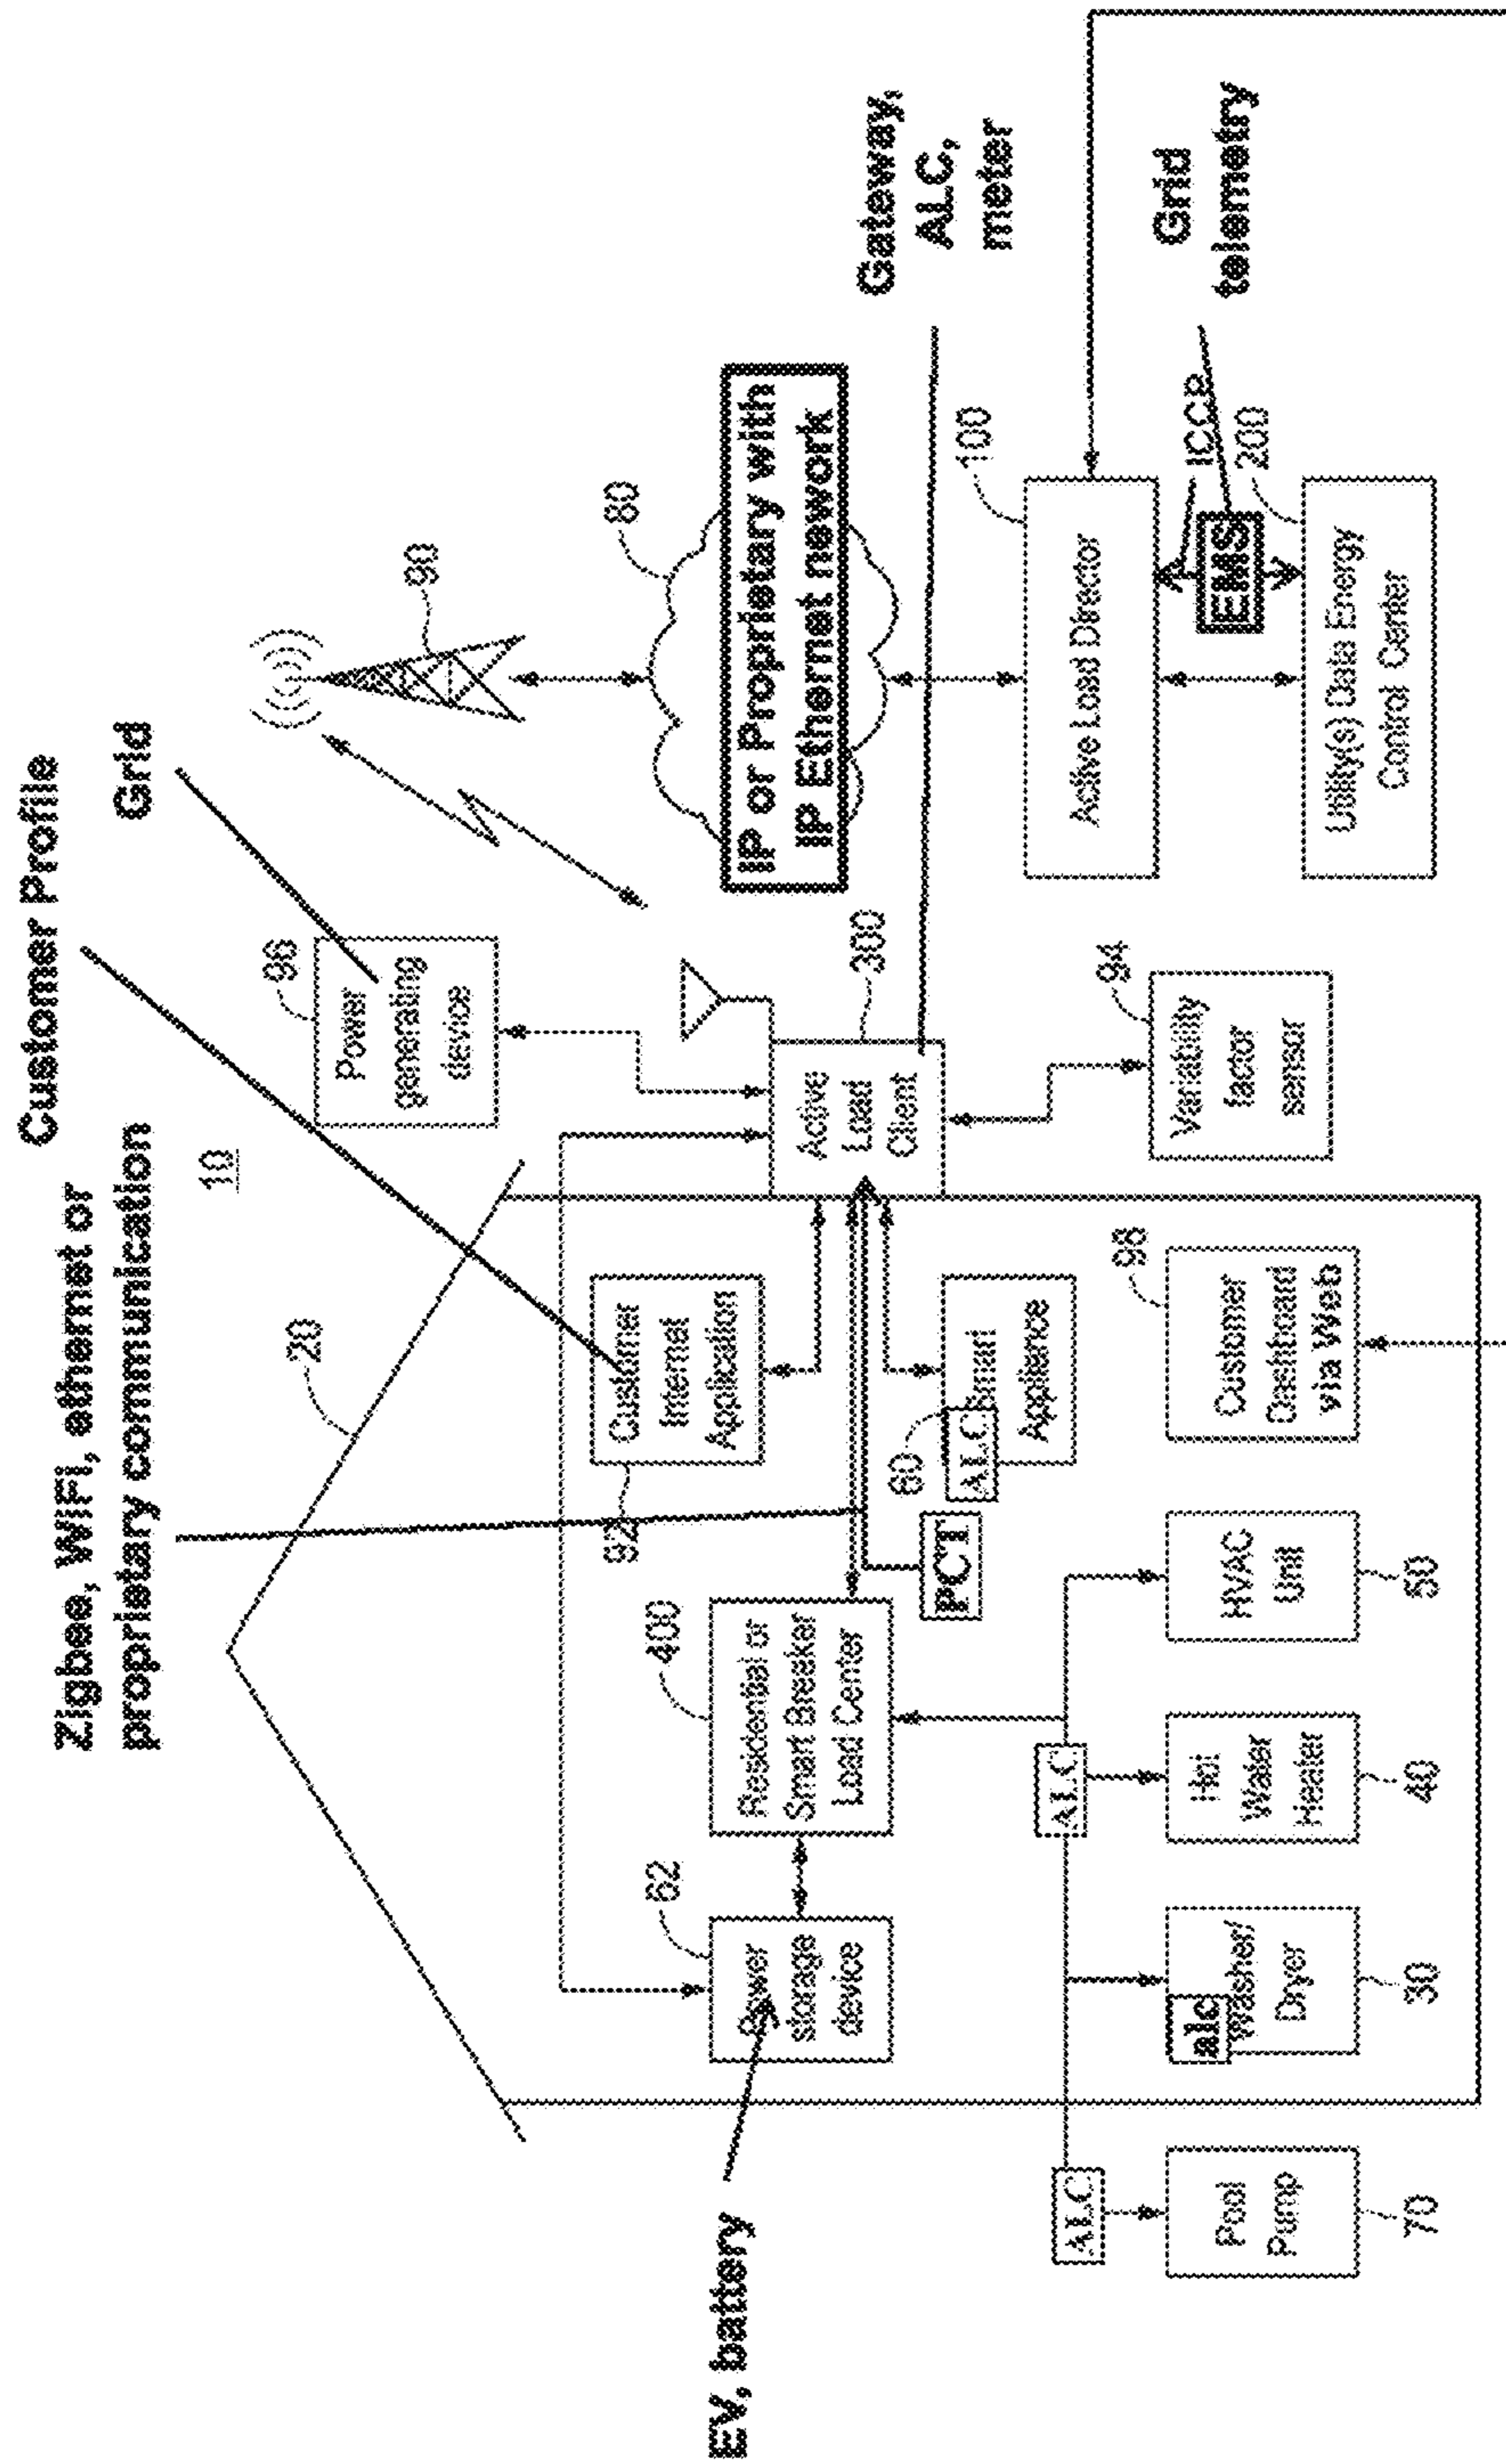 Customer Profile
Zigbee, WiFi, ethernet or
proprietary communication
Grid
10
20
96
Power
generating
device
90
80
IP or Proprietary with
IP Ethernet nework
Gateway,
ALC,
meter
EV, battery
62
Power
storage
device
400
Residential or
Smart Breaker
Load Center
92
Customer
Internal
Application
Active
Load
Client
300
PCT
60
ALC
Smart
Appliance
100
Active Load Director
ICCP
EMS
Grid
telemetry
200
Utility(s) Data Energy
Control Center
94
Variability
factor
sensor
98
Customer
Dashboard
via Web
ALC
ALC
Pool
Pump
70
alc
Washer/
Dryer
30
Hot
Water
Heater
40
HVAC
Unit
50